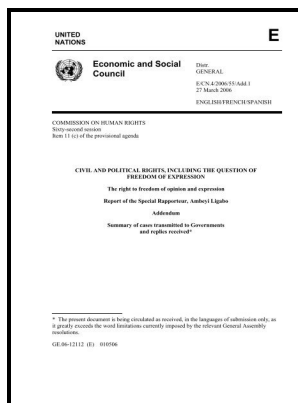 UNITED
NATIONS
E
Economic and Social
Council
Distr.
GENERAL
E/CN.4/2006/55/Add.1
27 March 2006
ENGLISH/FRENCH/SPANISH
COMMISSION ON HUMAN RIGHTS
Sixty-second session
Item 11 (c) of the provisional agenda
CIVIL AND POLITICAL RIGHTS, INCLUDING THE QUESTION OF
FREEDOM OF EXPRESSION
The right to freedom of opinion and expression
Report of the Special Rapporteur, Ambeyi Ligabo
Addendum
Summary of cases transmitted to Governments
and replies received*
* The present document is being circulated as received, in the languages of submission only, as
it greatly exceeds the word limitations currently imposed by the relevant General Assembly
resolutions.
GE.06-12112 (E) 010506